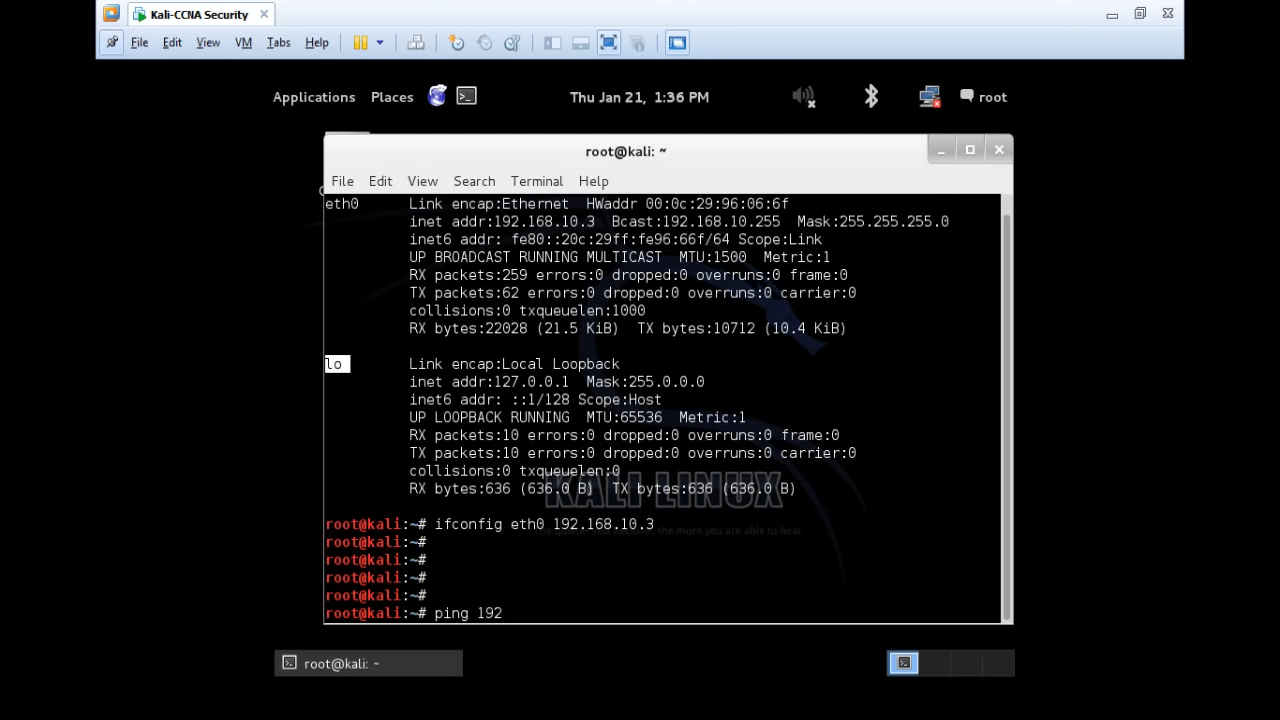 Kali-CCNA Security
File Edit View VM Tabs Help
Applications Places Thu Jan 21, 1:36 PM root
root@kali: ~
File Edit View Search Terminal Help
eth0 Link encap:Ethernet HWaddr 00:0c:29:96:06:6f
inet addr:192.168.10.3 Bcast:192.168.10.255 Mask:255.255.255.0
inet6 addr: fe80::20c:29ff:fe96:66f/64 Scope:Link
UP BROADCAST RUNNING MULTICAST MTU:1500 Metric:1
RX packets:259 errors:0 dropped:0 overruns:0 frame:0
TX packets:62 errors:0 dropped:0 overruns:0 carrier:0
collisions:0 txqueuelen:1000
RX bytes:22028 (21.5 KiB) TX bytes:10712 (10.4 KiB)
lo Link encap:Local Loopback
inet addr:127.0.0.1 Mask:255.0.0.0
inet6 addr: ::1/128 Scope:Host
UP LOOPBACK RUNNING MTU:65536 Metric:1
RX packets:10 errors:0 dropped:0 overruns:0 frame:0
TX packets:10 errors:0 dropped:0 overruns:0 carrier:0
collisions:0 txqueuelen:0
RX bytes:636 (636.0 B) TX bytes:636 (636.0 B)
KALI LINUX
root@kali:~# ifconfig eth0 192.168.10.3
the more you are able to hear
root@kali:~#
root@kali:~#
root@kali:~#
root@kali:~#
root@kali:~# ping 192
root@kali: ~